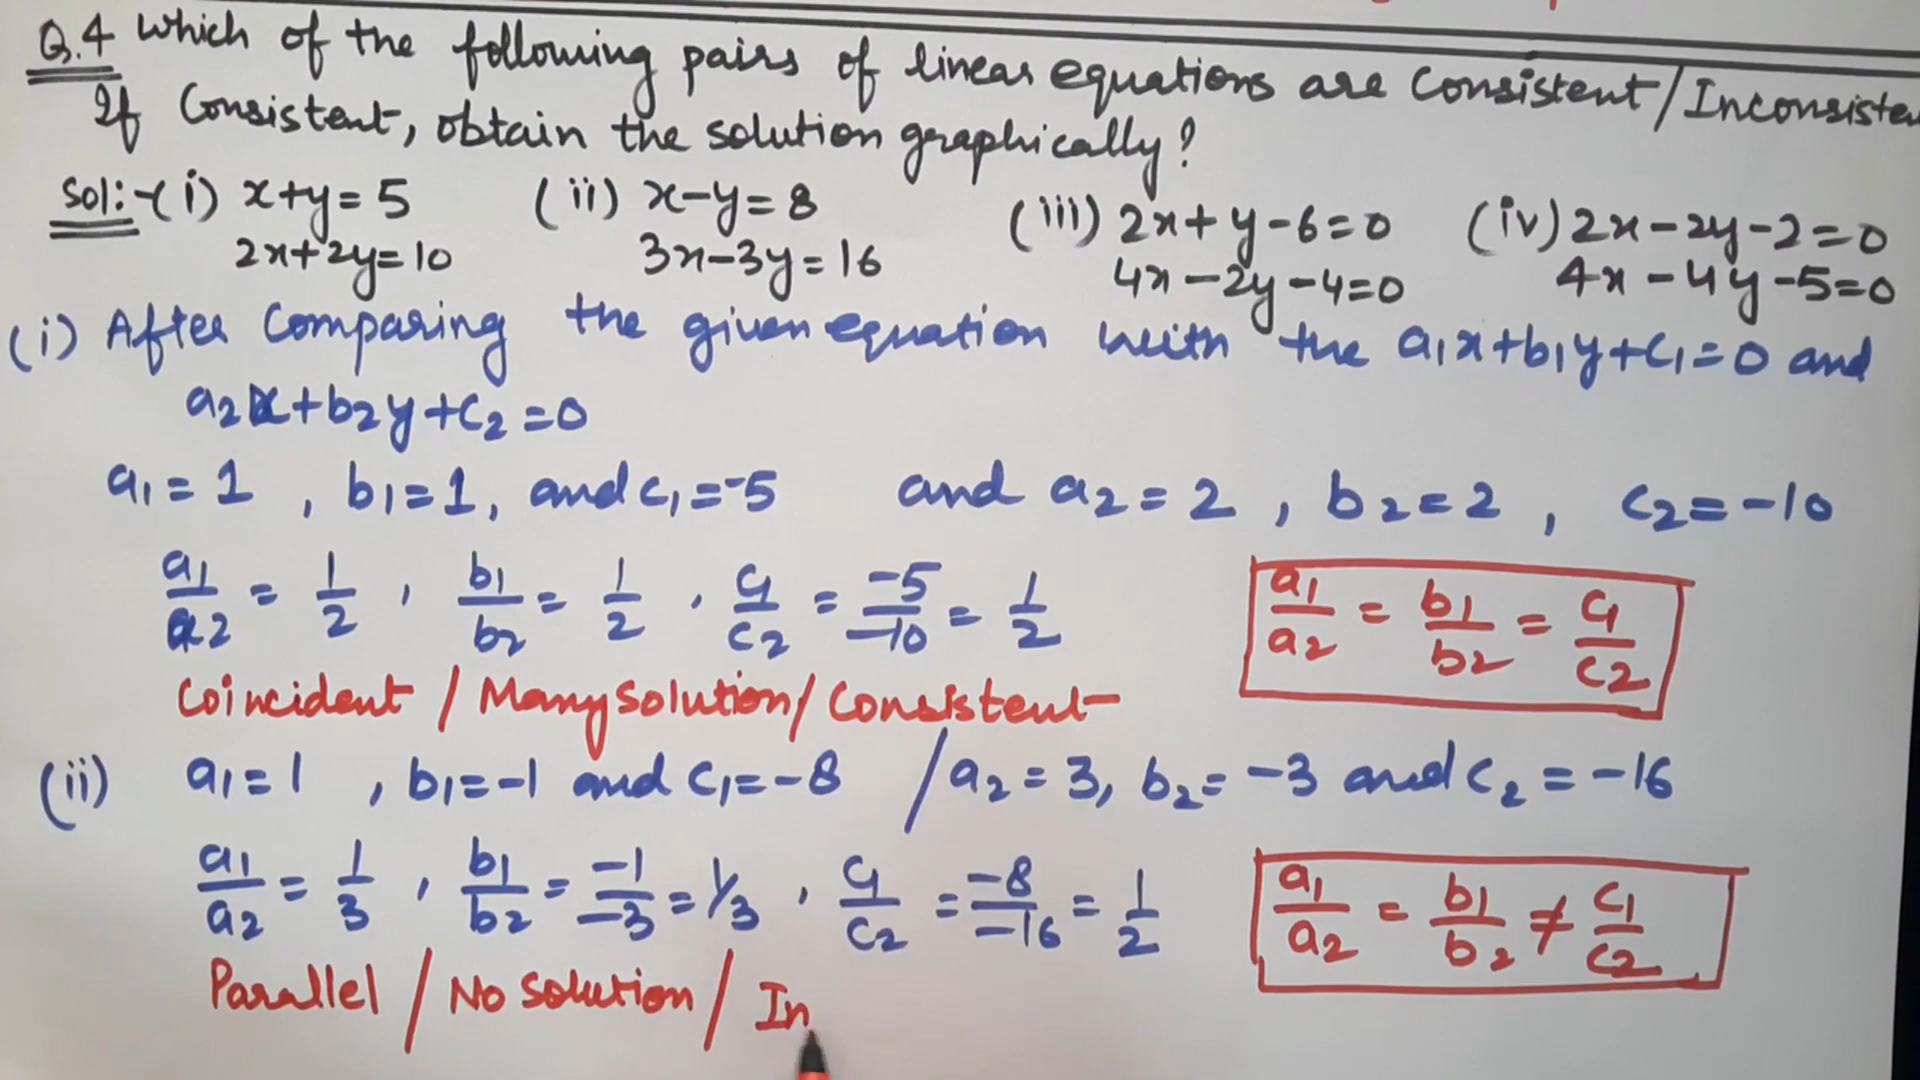 Q.4 Which of the following pairs of linear equations are Consistent/Inconsisten
If Consistent, obtain the solution graphically?
Sol:- (i) x+y=5 (ii) x-y=8 (iii) 2x+y-6=0 (iv) 2x-2y-2=0
2x+2y=10 3x-3y=16 4x-2y-4=0 4x-4y-5=0
(i) After Comparing the given equation with the a1x+b1y+c1=0 and
a2x+b2y+c2=0
a1=1, b1=1, and c1=-5 and a2=2, b2=2, c2=-10
a1/a2 = 1/2, b1/b2 = 1/2, c1/c2 = -5/-10 = 1/2
a1/a2 = b1/b2 = c1/c2
Coincident / Many Solution / Consistent
(ii) a1=1, b1=-1 and c1=-8 / a2=3, b2=-3 and c2=-16
a1/a2 = 1/3, b1/b2 = -1/-3 = 1/3, c1/c2 = -8/-16 = 1/2
a1/a2 = b1/b2 ≠ c1/c2
Parallel / No Solution / In